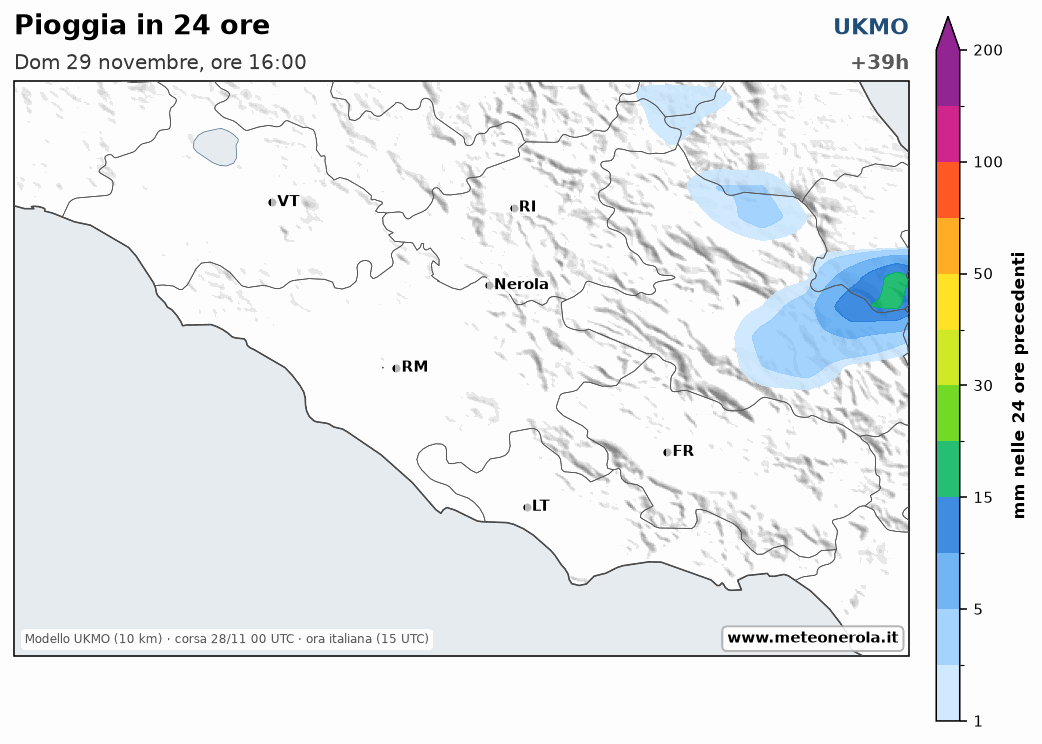 Pioggia in 24 ore
UKMO
Dom 29 novembre, ore 16:00
+39h
VT
RI
Nerola
RM
FR
LT
Modello UKMO (10 km) · corsa 28/11 00 UTC · ora italiana (15 UTC)
www.meteonerola.it
200
100
50
30
15
5
1
mm nelle 24 ore precedenti